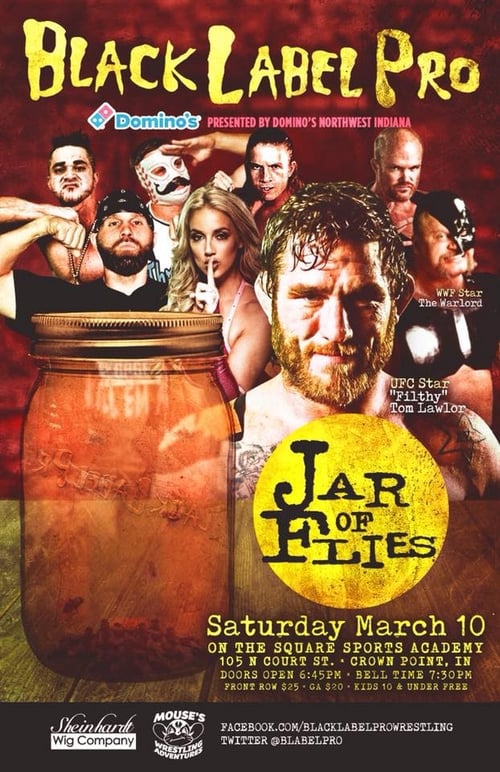 BLACK LABEL PRO
Domino's PRESENTED BY DOMINO'S NORTHWEST INDIANA
WWF Star
The Warlord
UFC Star
"Filthy"
Tom Lawlor
JAR
OF
FLIES
Saturday March 10
ON THE SQUARE SPORTS ACADEMY
105 N COURT ST. • CROWN POINT, IN
DOORS OPEN 6:45PM • BELL TIME 7:30PM
FRONT ROW $25 • GA $20 • KIDS 10 & UNDER FREE
Sheinhardt
Wig Company
MOUSE'S
WRESTLING
ADVENTURES
FACEBOOK.COM/BLACKLABELPROWRESTLING
TWITTER @BLABELPRO